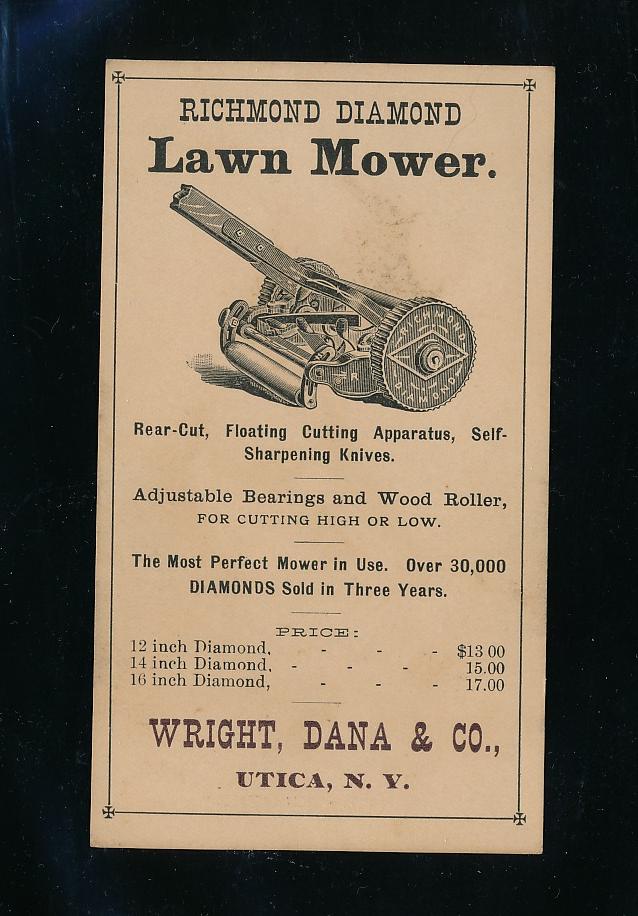 RICHMOND DIAMOND
Lawn Mower.
RICHMOND
DIAMOND
R
Rear-Cut, Floating Cutting Apparatus, Self-
Sharpening Knives.
Adjustable Bearings and Wood Roller,
FOR CUTTING HIGH OR LOW.
The Most Perfect Mower in Use. Over 30,000
DIAMONDS Sold in Three Years.
PRICE:
12 inch Diamond, - - - $13 00
14 inch Diamond, - - - - 15.00
16 inch Diamond, - - - 17.00
WRIGHT, DANA & CO.,
UTICA, N. Y.